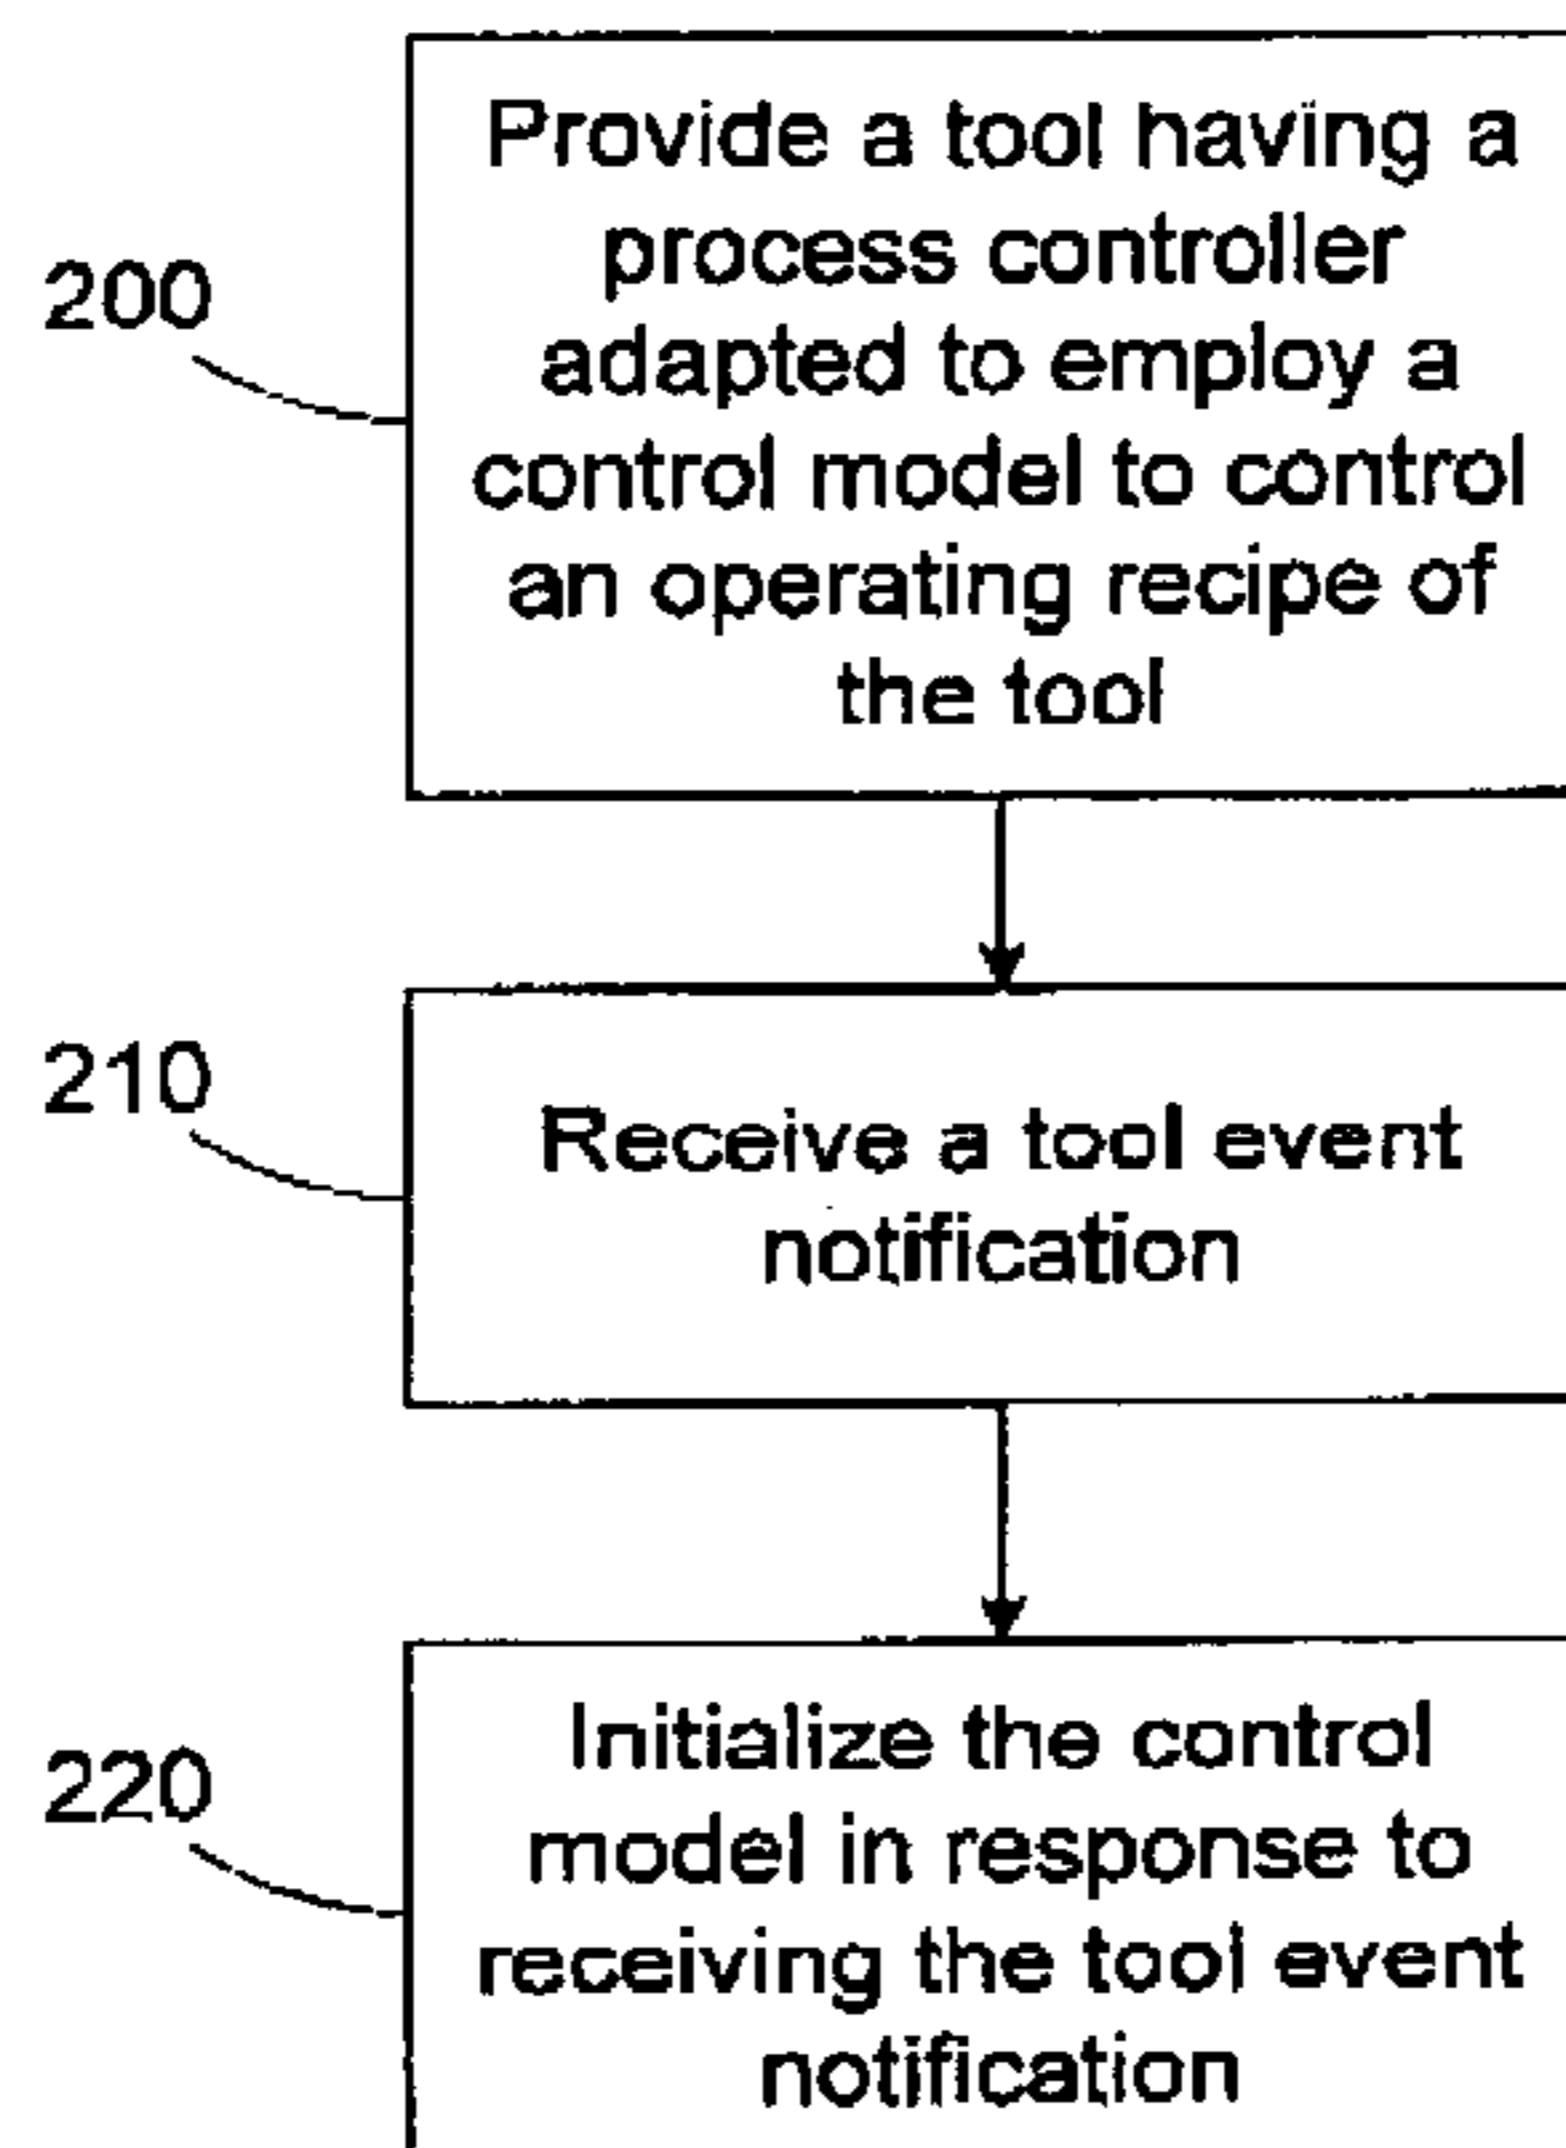 200
Provide a tool having a
process controller
adapted to employ a
control model to control
an operating recipe of
the tool
210
Receive a tool event
notification
220
Initialize the control
model in response to
receiving the tool event
notification